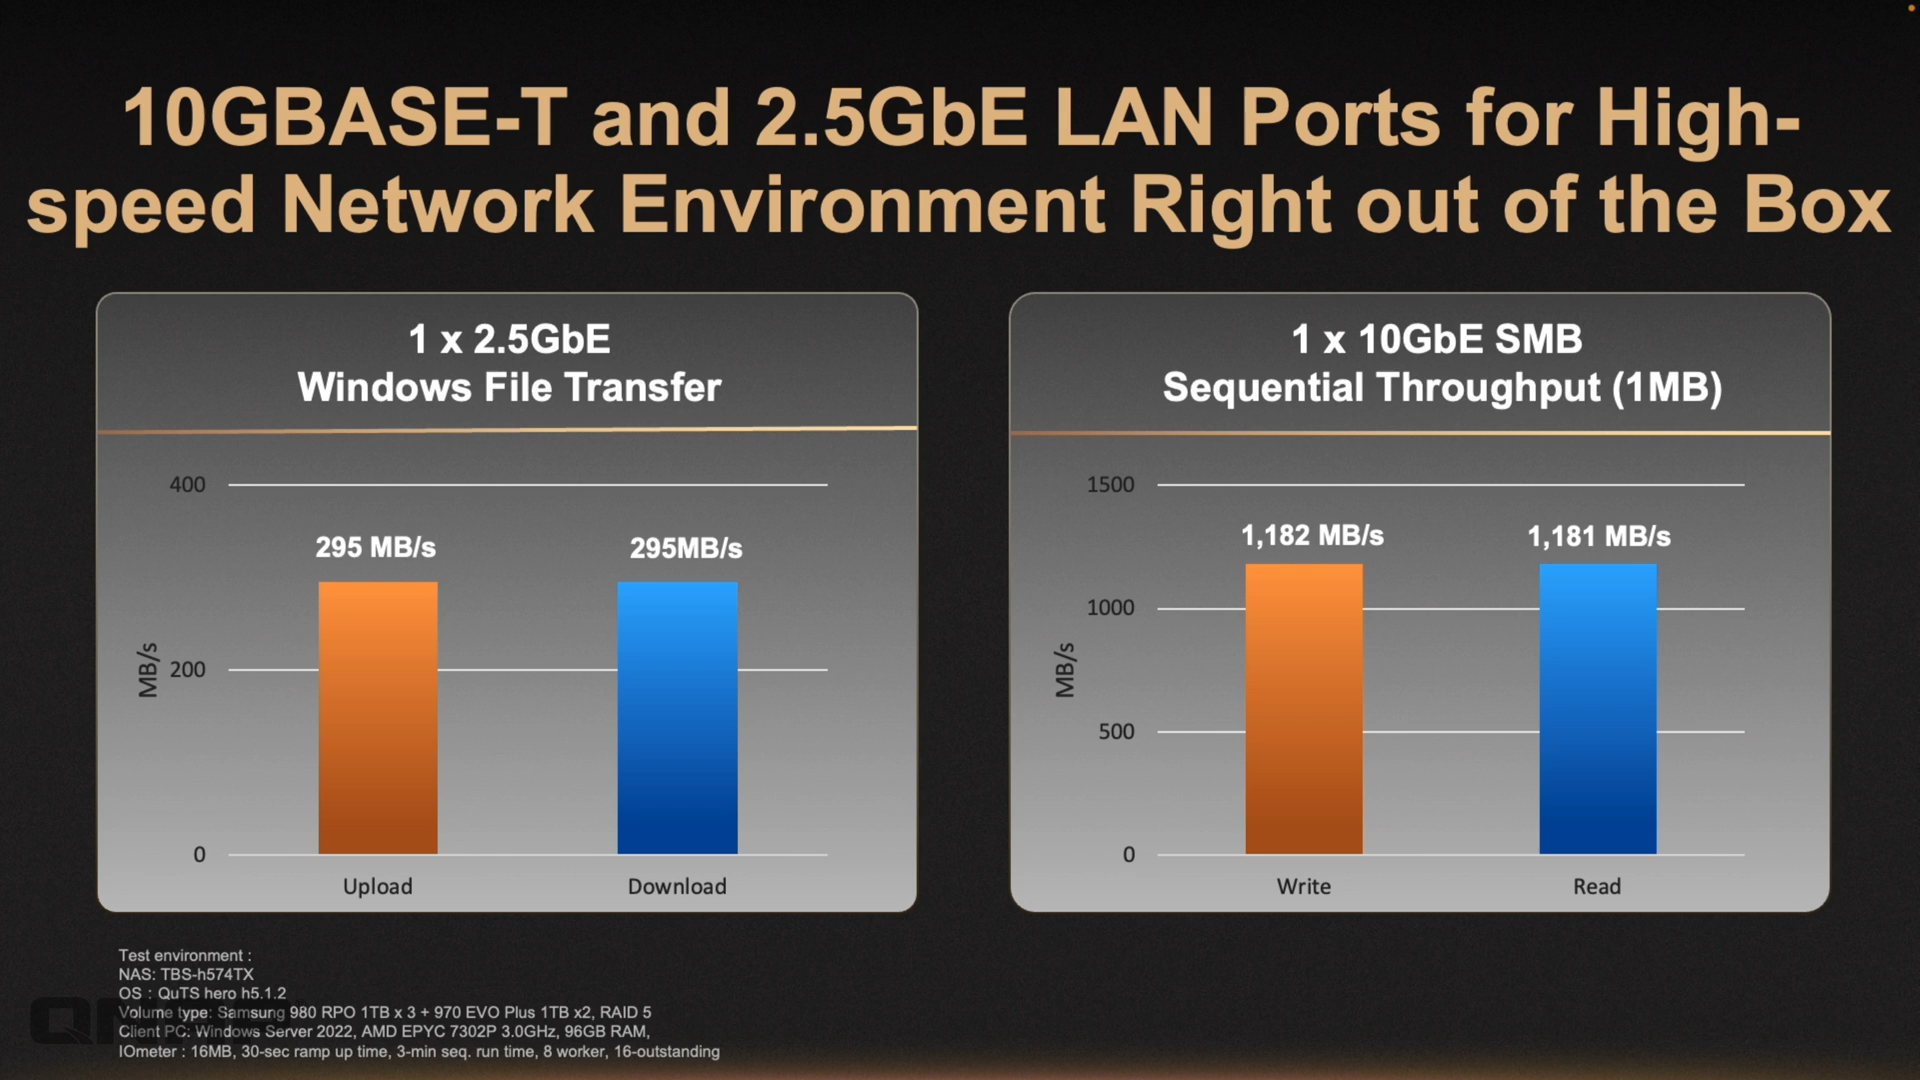 10GBASE-T and 2.5GbE LAN Ports for High-
speed Network Environment Right out of the Box
1 x 2.5GbE
Windows File Transfer
400
295 MB/s
295MB/s
MB/s
200
0
Upload
Download
1 x 10GbE SMB
Sequential Throughput (1MB)
1500
1,182 MB/s
1,181 MB/s
1000
MB/s
500
0
Write
Read
Test environment :
NAS: TBS-h574TX
OS : QuTS hero h5.1.2
Volume type: Samsung 980 RPO 1TB x 3 + 970 EVO Plus 1TB x2, RAID 5
Client PC: Windows Server 2022, AMD EPYC 7302P 3.0GHz, 96GB RAM,
IOmeter : 16MB, 30-sec ramp up time, 3-min seq. run time, 8 worker, 16-outstanding